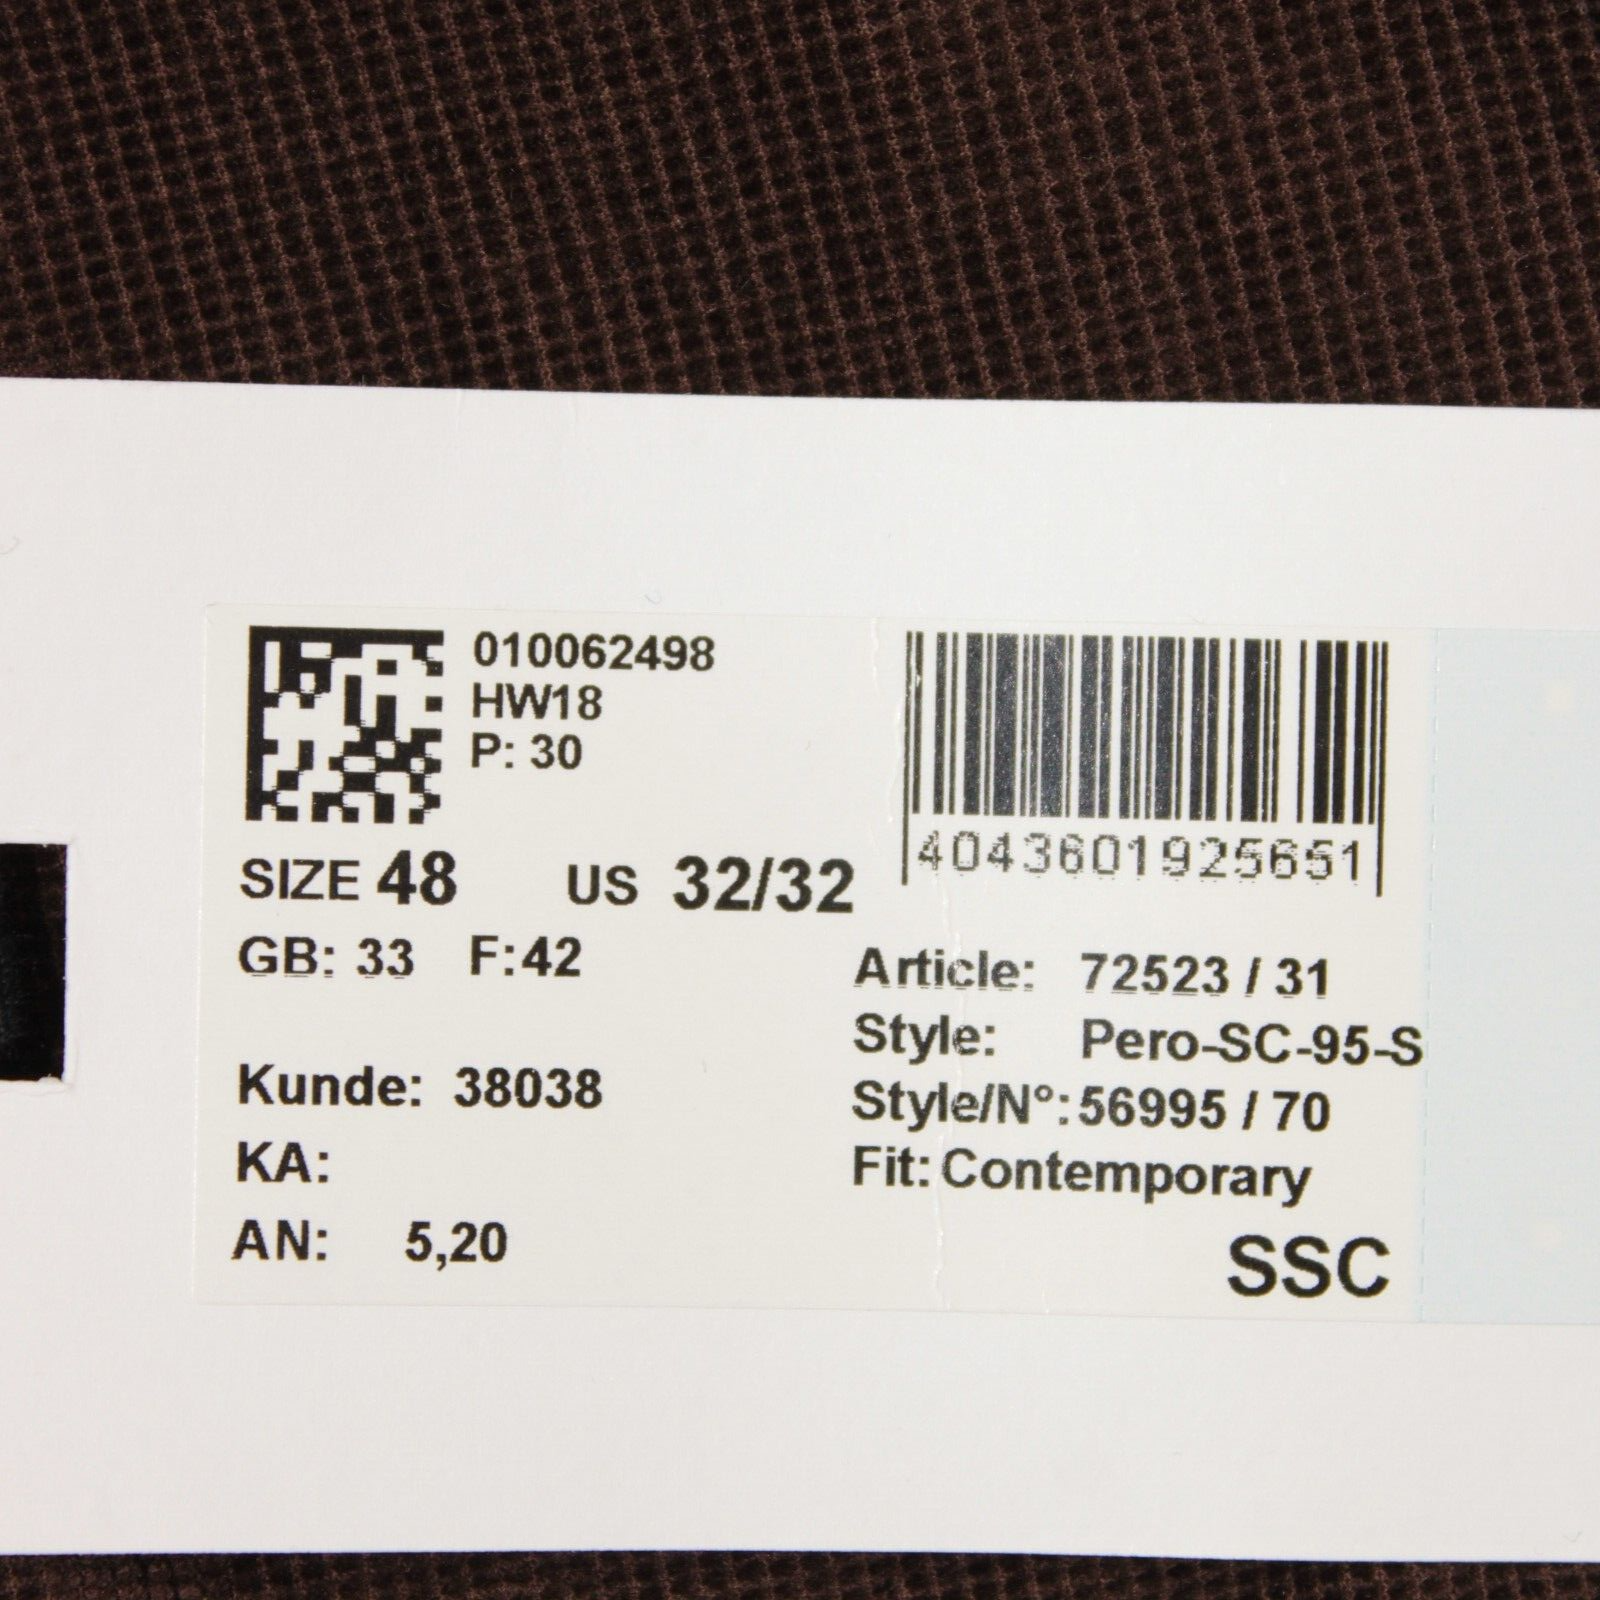 010062498
HW18
P: 30
4043601925651
SIZE 48 US 32/32
GB: 33 F:42
Article: 72523 / 31
Style: Pero-SC-95-S
Style/N°:56995 / 70
Fit: Contemporary
Kunde: 38038
KA:
AN: 5,20
SSC